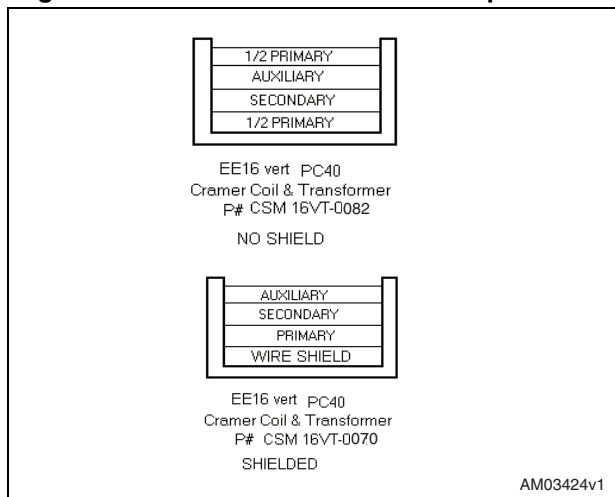 1/2 PRIMARY
AUXILIARY
SECONDARY
1/2 PRIMARY
EE16 vert PC40
Cramer Coil & Transformer
P# CSM 16VT-0082
NO SHIELD
AUXILIARY
SECONDARY
PRIMARY
WIRE SHIELD
EE16 vert PC40
Cramer Coil & Transformer
P# CSM 16VT-0070
SHIELDED
AM03424v1